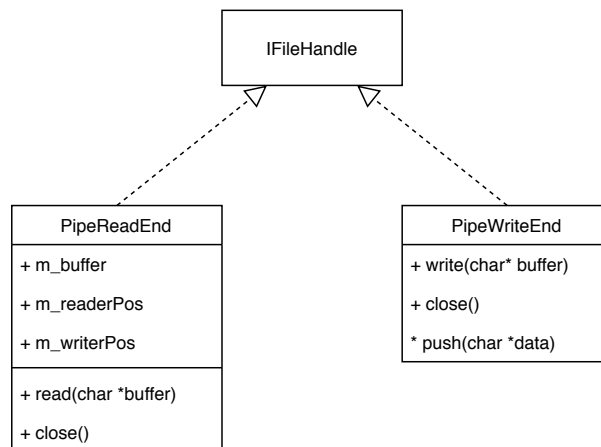 IFileHandle
PipeReadEnd
+ m_buffer
+ m_readerPos
+ m_writerPos
+ read(char *buffer)
+ close()
PipeWriteEnd
+ write(char* buffer)
+ close()
* push(char *data)